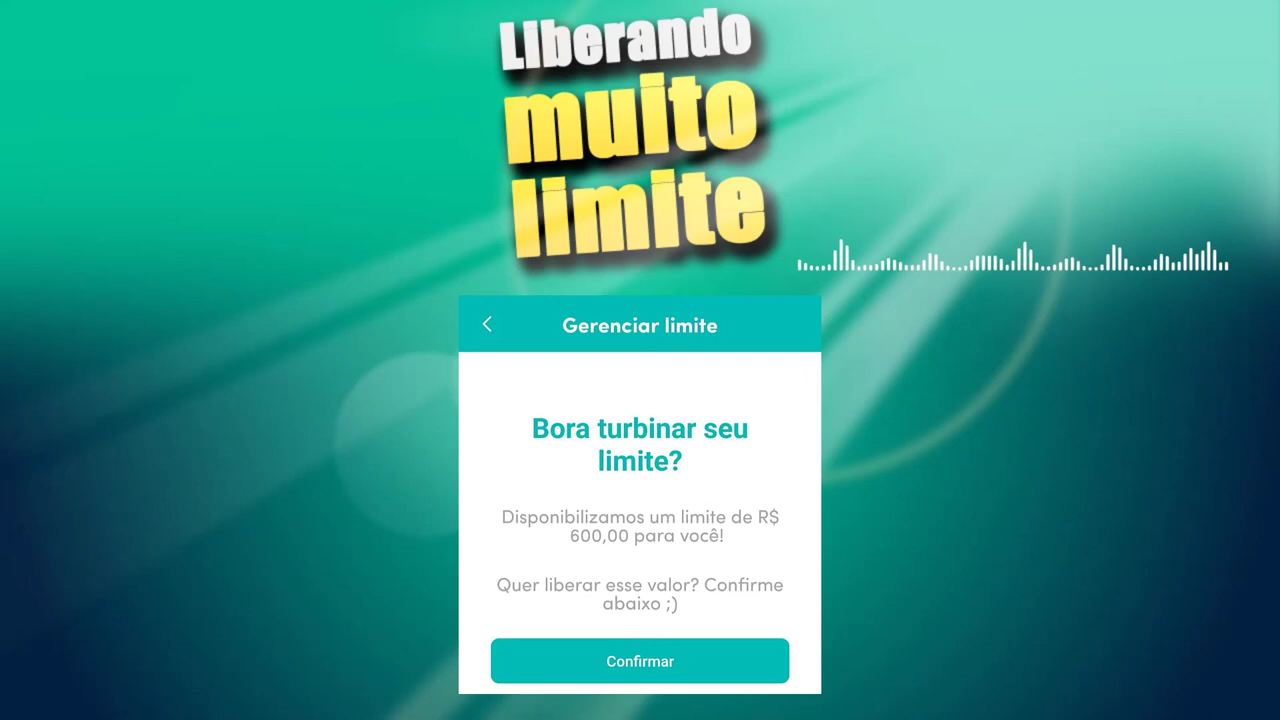 Liberando
muito
limite
Gerenciar limite
Bora turbinar seu
limite?
Disponibilizamos um limite de R$
600,00 para você!
Quer liberar esse valor? Confirme
abaixo ;)
Confirmar